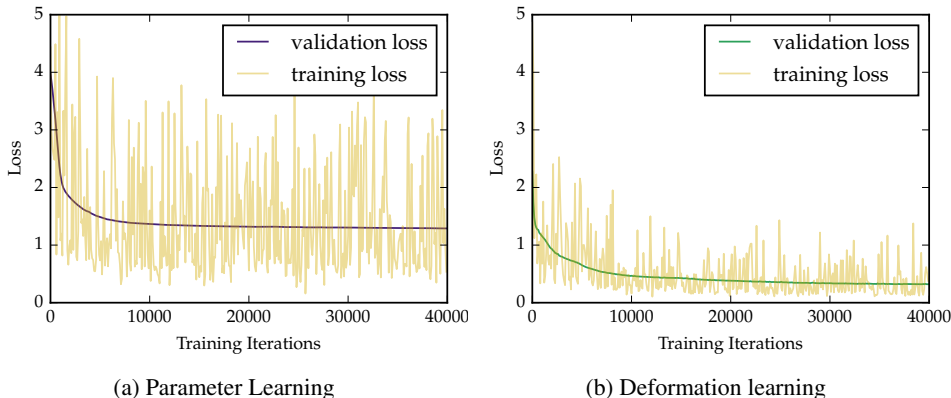 5
4
3
2
1
0
Loss
validation loss
training loss
0 10000 20000 30000 40000
Training Iterations
(a) Parameter Learning
5
4
3
2
1
0
Loss
validation loss
training loss
0 10000 20000 30000 40000
Training Iterations
(b) Deformation learning